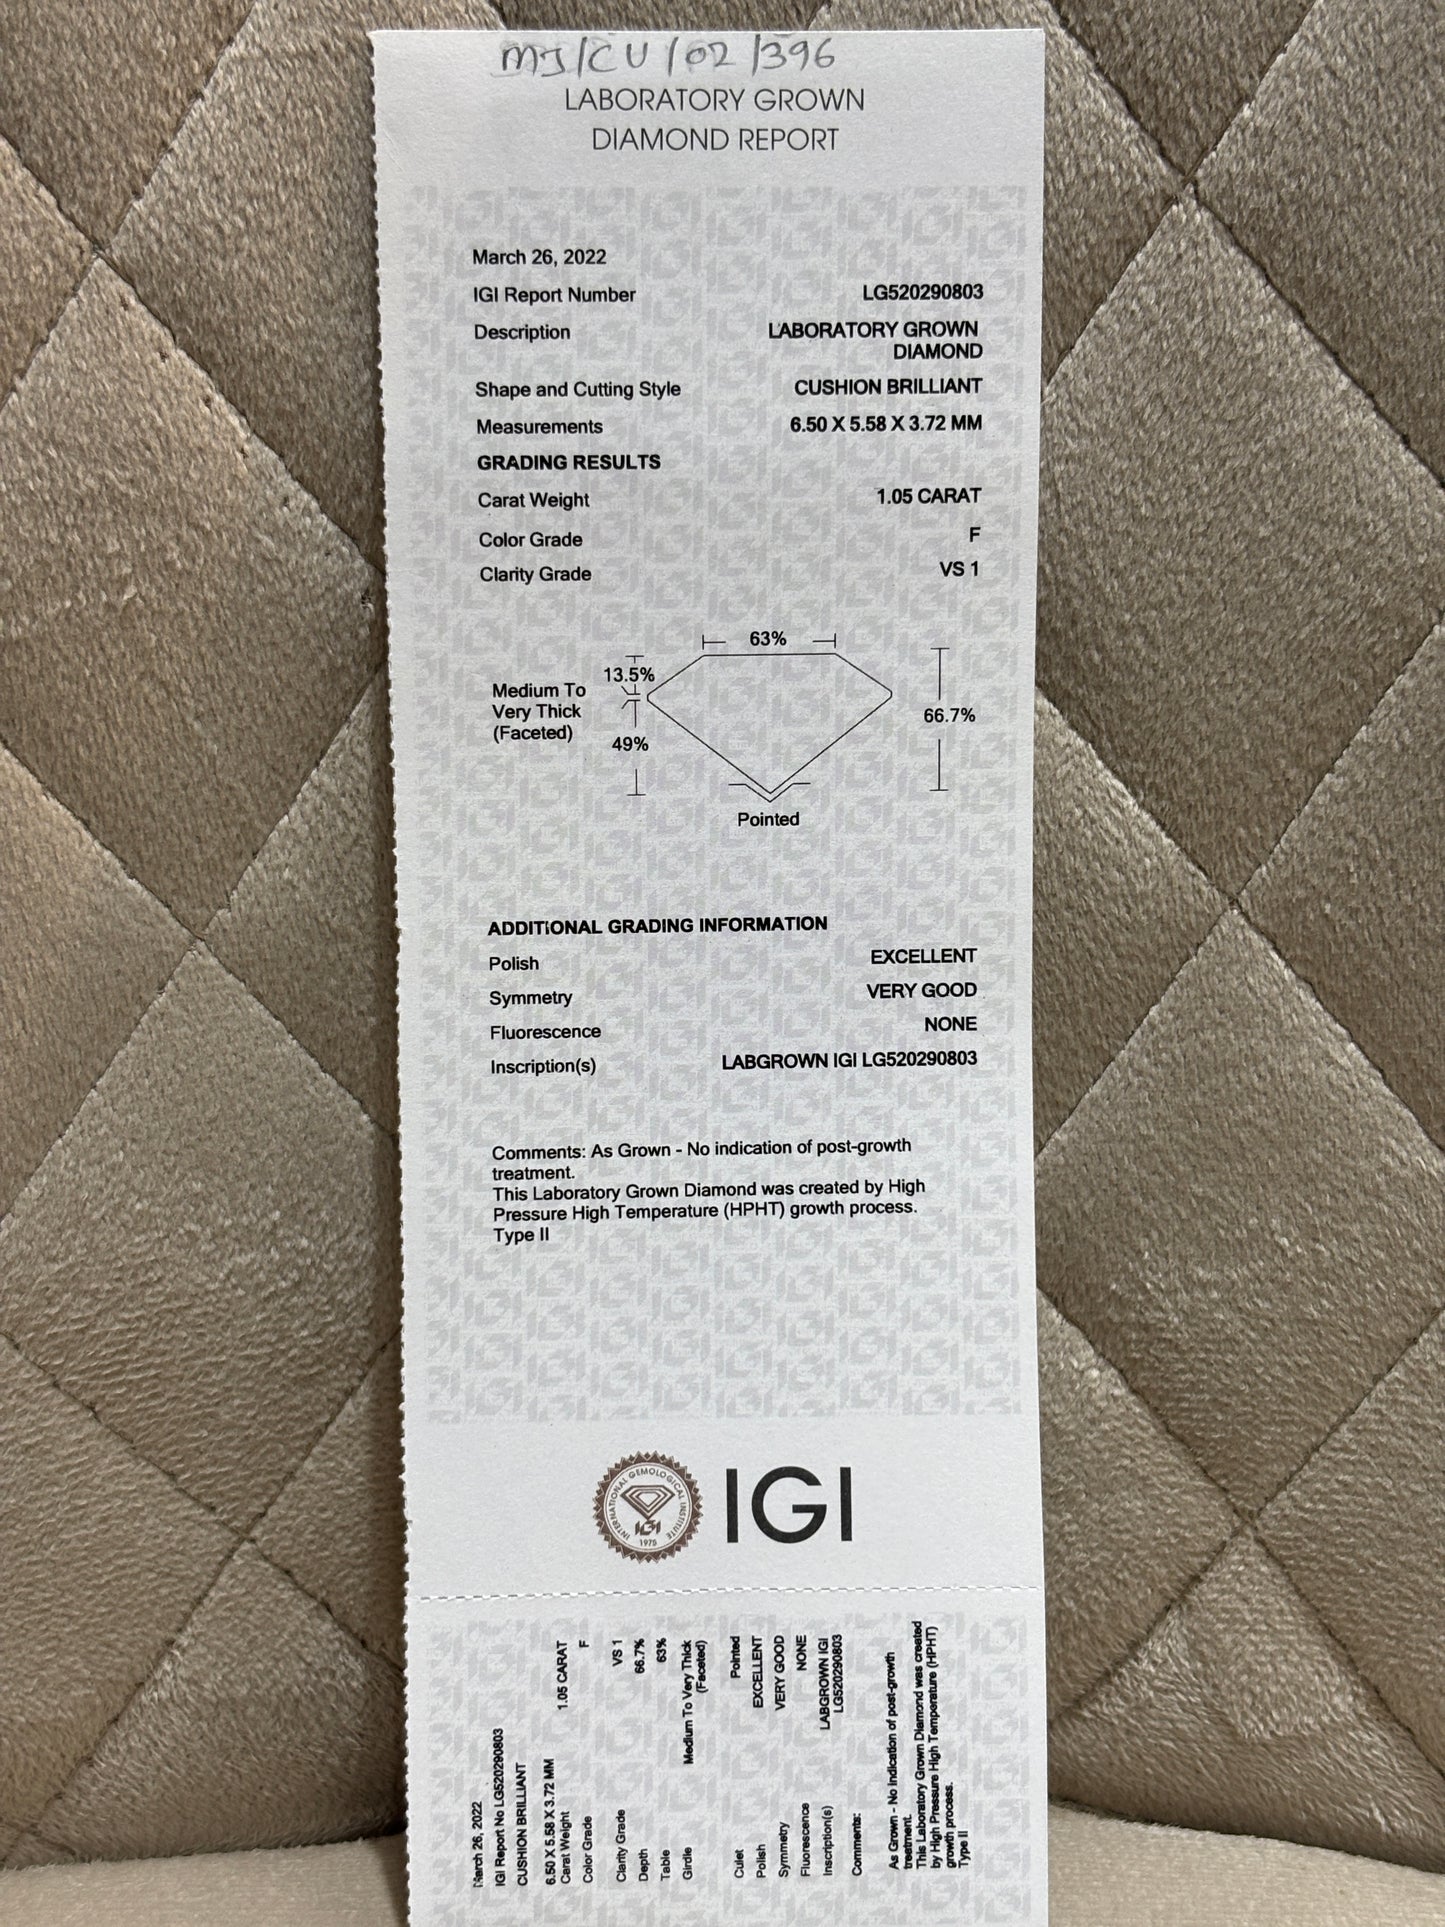 MJ/CU/02/396
LABORATORY GROWN
DIAMOND REPORT
March 26, 2022
IGI Report Number LG520290803
Description LABORATORY GROWN
DIAMOND
Shape and Cutting Style CUSHION BRILLIANT
Measurements 6.50 X 5.58 X 3.72 MM
GRADING RESULTS
Carat Weight 1.05 CARAT
Color Grade F
Clarity Grade VS 1
63%
13.5%
Medium To
Very Thick
(Faceted)
66.7%
49%
Pointed
ADDITIONAL GRADING INFORMATION
Polish EXCELLENT
Symmetry VERY GOOD
Fluorescence NONE
Inscription(s) LABGROWN IGI LG520290803
Comments: As Grown - No indication of post-growth
treatment.
This Laboratory Grown Diamond was created by High
Pressure High Temperature (HPHT) growth process.
Type II
INTERNATIONAL GEMOLOGICAL INSTITUTE
IGI
1975
IGI
March 26, 2022
IGI Report No LG520290803
CUSHION BRILLIANT
6.50 X 5.58 X 3.72 MM
Carat Weight 1.05 CARAT
Color Grade F
Clarity Grade VS 1
Depth 66.7%
Table 63%
Girdle Medium To Very Thick
(Faceted)
Culet Pointed
Polish EXCELLENT
Symmetry VERY GOOD
Fluorescence NONE
Inscription(s) LABGROWN IGI
LG520290803
Comments:
As Grown - No indication of post-growth
treatment.
This Laboratory Grown Diamond was created
by High Pressure High Temperature (HPHT)
growth process.
Type II